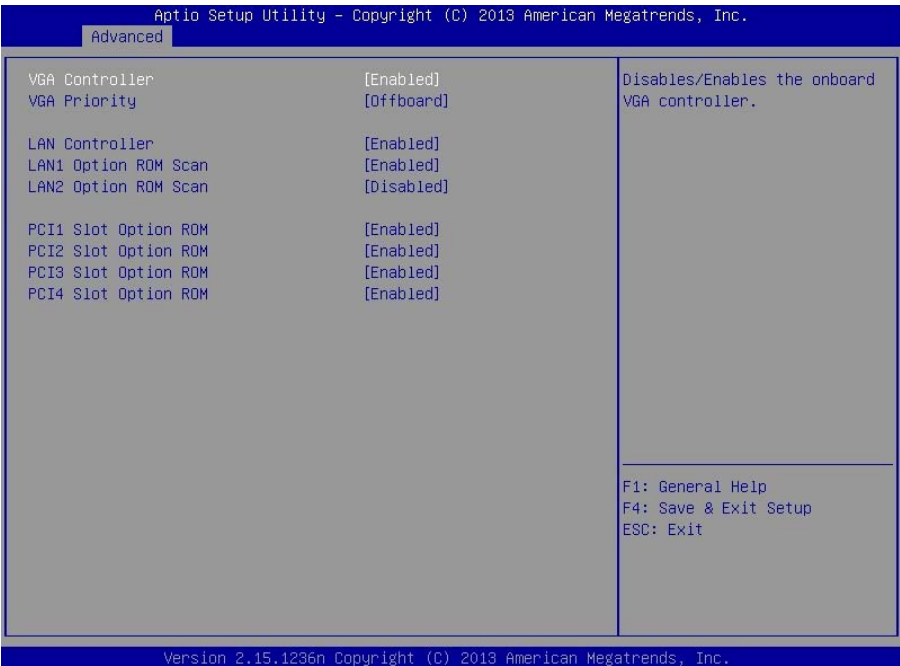 Aptio Setup Utility – Copyright (C) 2013 American Megatrends, Inc.
Advanced
VGA Controller [Enabled]
VGA Priority [Offboard]
LAN Controller [Enabled]
LAN1 Option ROM Scan [Enabled]
LAN2 Option ROM Scan [Disabled]
PCI1 Slot Option ROM [Enabled]
PCI2 Slot Option ROM [Enabled]
PCI3 Slot Option ROM [Enabled]
PCI4 Slot Option ROM [Enabled]
Disables/Enables the onboard
VGA controller.
F1: General Help
F4: Save & Exit Setup
ESC: Exit
Version 2.15.1236n Copyright (C) 2013 American Megatrends, Inc.